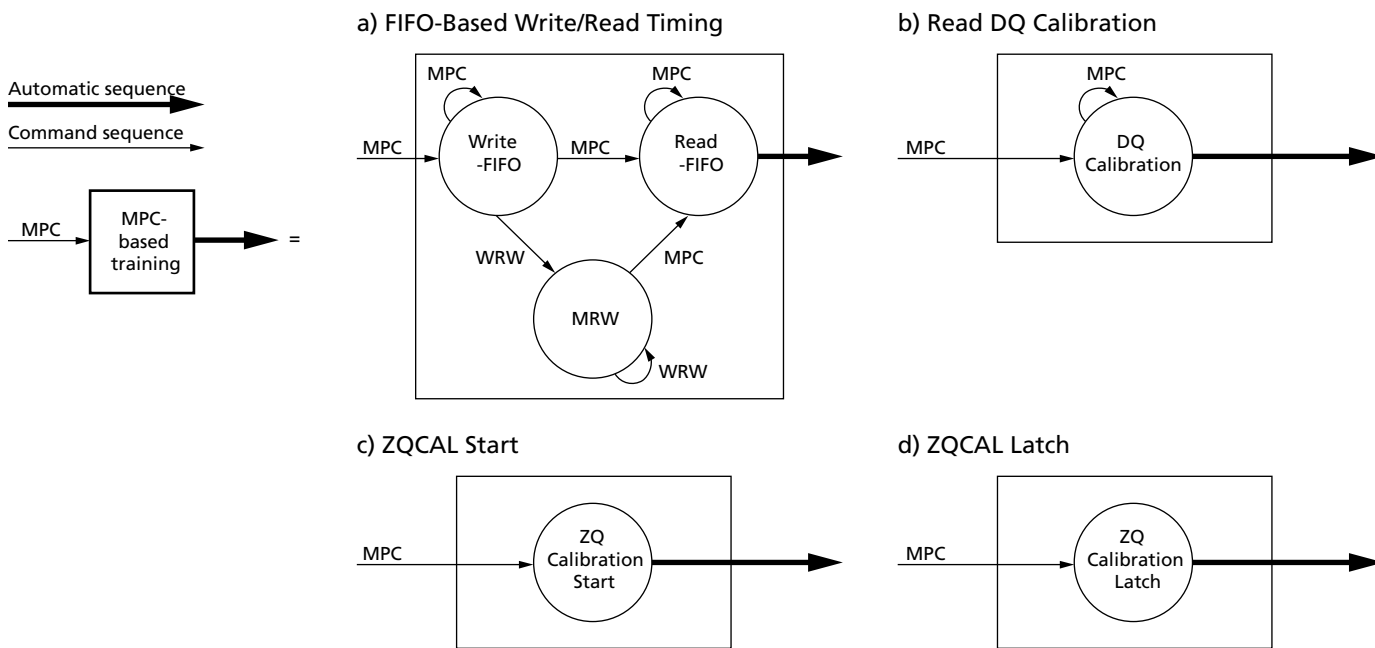 Automatic sequence
Command sequence
MPC
MPC-
based
training
=
a) FIFO-Based Write/Read Timing
MPC
MPC
MPC
Write
-FIFO
MPC
Read
-FIFO
WRW
MPC
MRW
WRW
b) Read DQ Calibration
MPC
MPC
DQ
Calibration
c) ZQCAL Start
MPC
ZQ
Calibration
Start
d) ZQCAL Latch
MPC
ZQ
Calibration
Latch